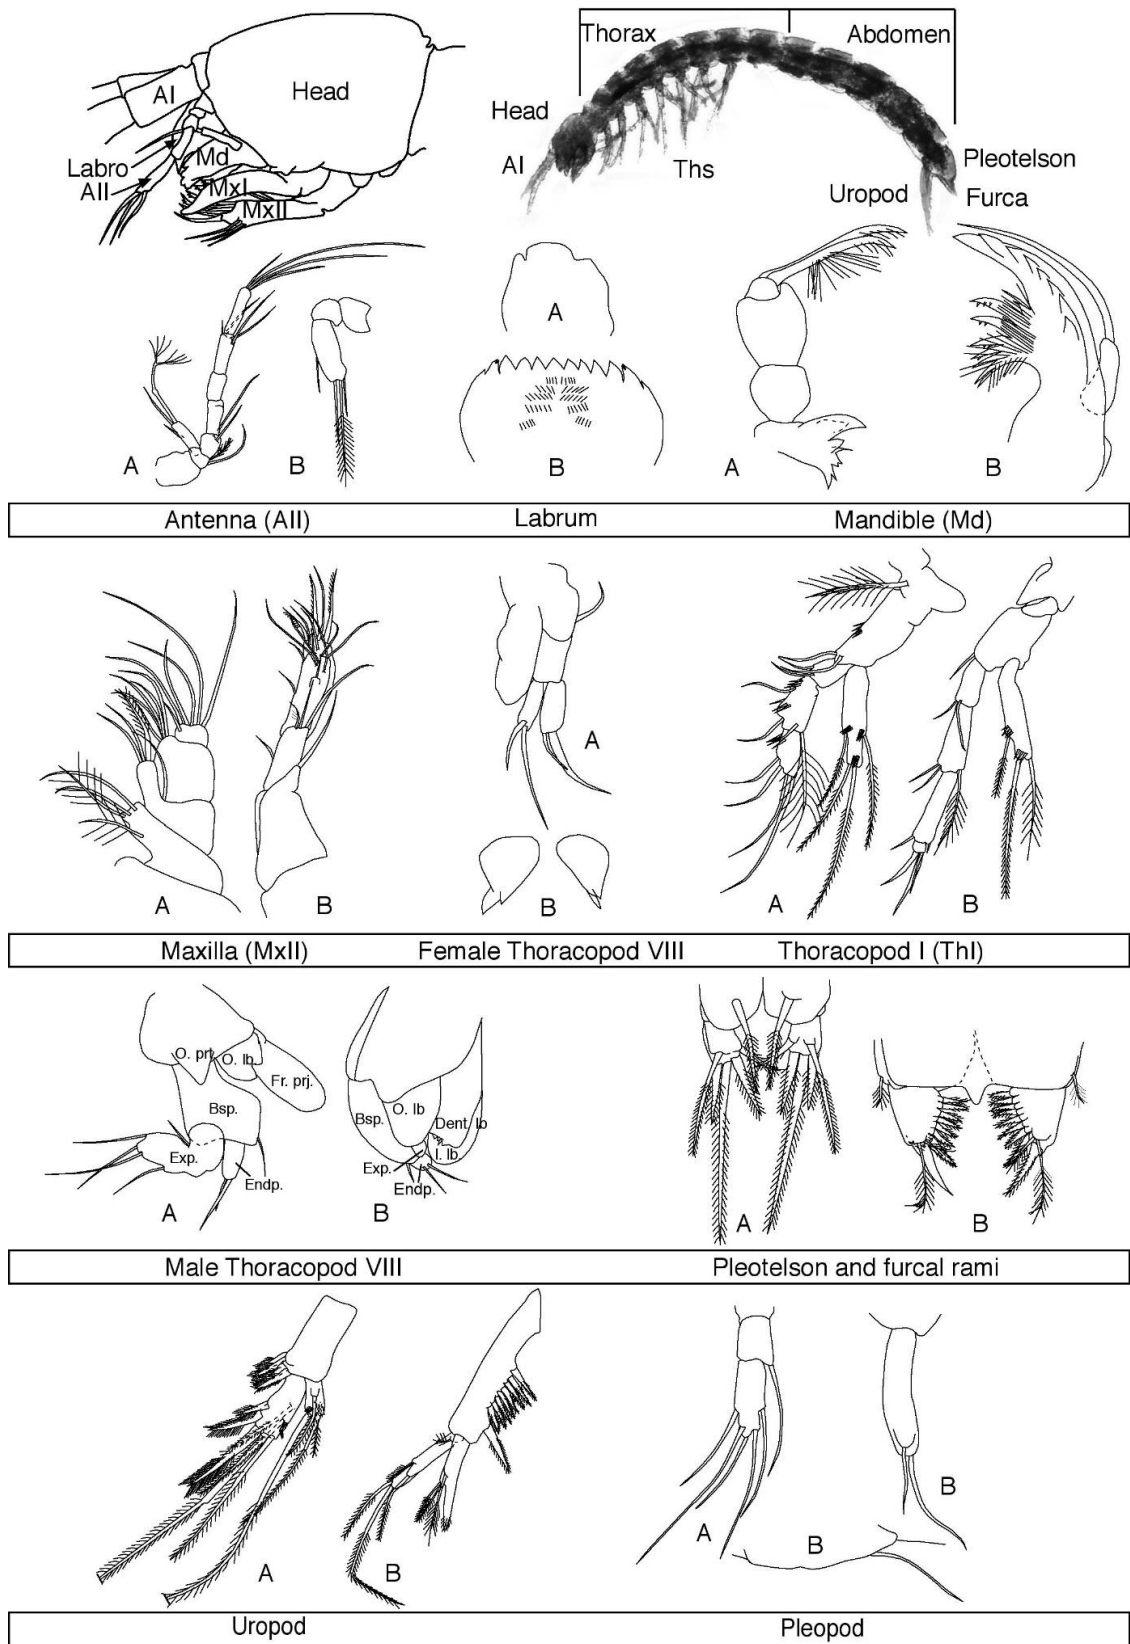 Thorax
Abdomen
AI
Head
Head
AI
Labro
AII
Md
MxI
MxII
Ths
Pleotelson
Uropod
Furca
A
B
A
B
A
B
Antenna (AII)
Labrum
Mandible (Md)
A
B
A
B
A
B
Maxilla (MxII)
Female Thoracopod VIII
Thoracopod I (ThI)
O. prj
O. lb.
Fr. prj.
Bsp.
Exp.
Endp.
A
Bsp.
O. lb
Dent. lb
I. lb.
Exp.
Endp.
B
A
B
Male Thoracopod VIII
Pleotelson and furcal rami
A
B
A
B
B
Uropod
Pleopod